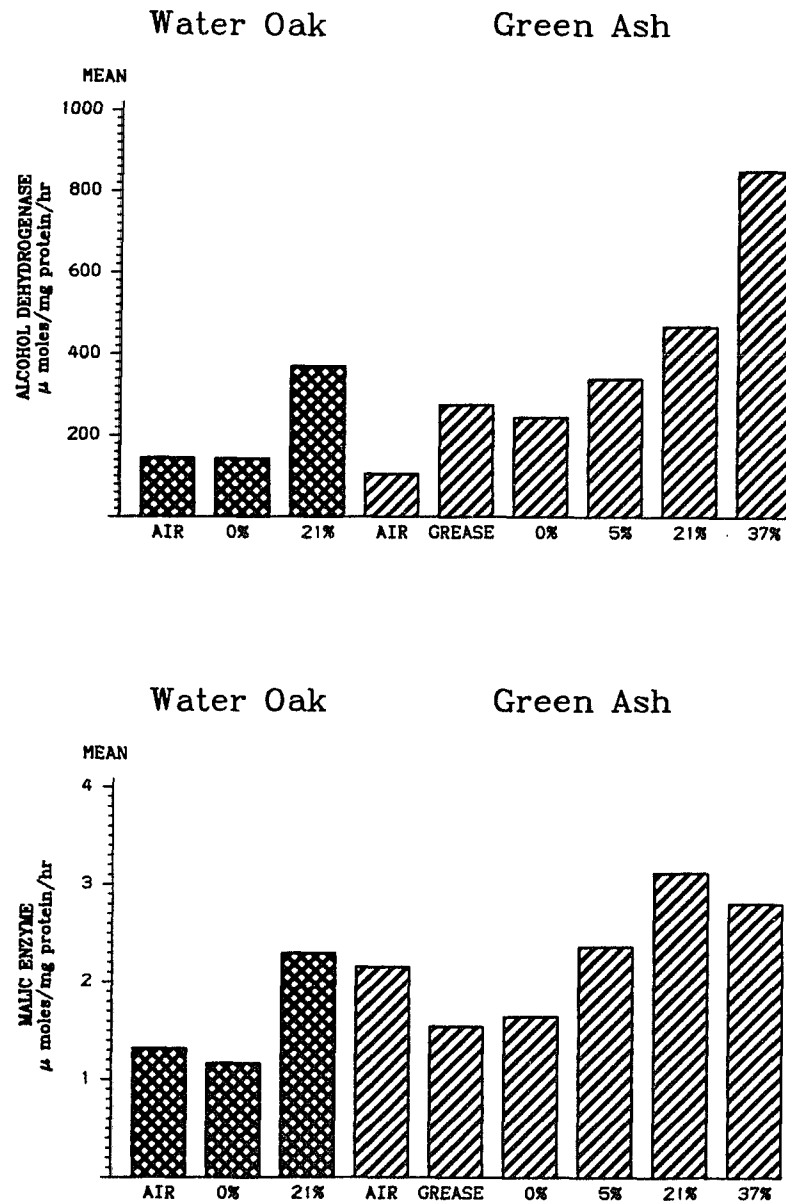 Water Oak Green Ash
MEAN
1000
800
600
400
200
ALCOHOL DEHYDROGENASE
μ moles/mg protein/hr
AIR 0% 21% AIR GREASE 0% 5% 21% 37%
Water Oak Green Ash
MEAN
4
3
2
1
MALIC ENZYME
μ moles/mg protein/hr
AIR 0% 21% AIR GREASE 0% 5% 21% 37%